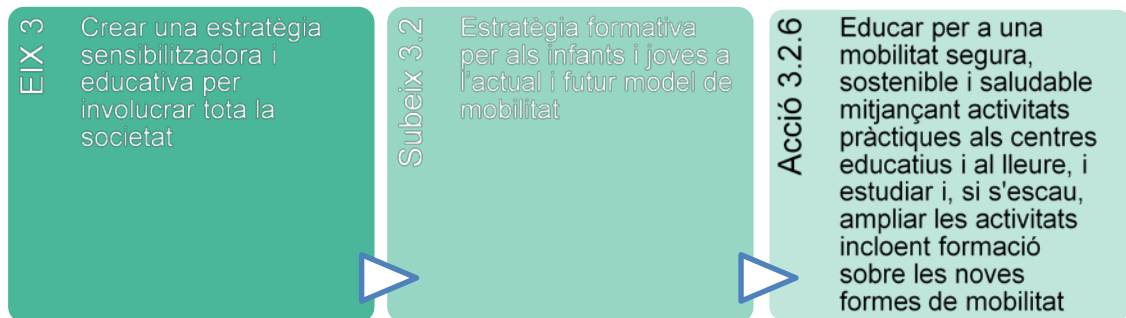 EIX 3
Crear una estratègia
sensibilitzadora i
educativa per
involucrar tota la
societat
Subeix 3.2
Estratègia formativa
per als infants i joves a
l'actual i futur model de
mobilitat
Acció 3.2.6
Educar per a una
mobilitat segura,
sostenible i saludable
mitjançant activitats
pràctiques als centres
educatius i al lleure, i
estudiar i, si s'escau,
ampliar les activitats
incloent formació
sobre les noves
formes de mobilitat